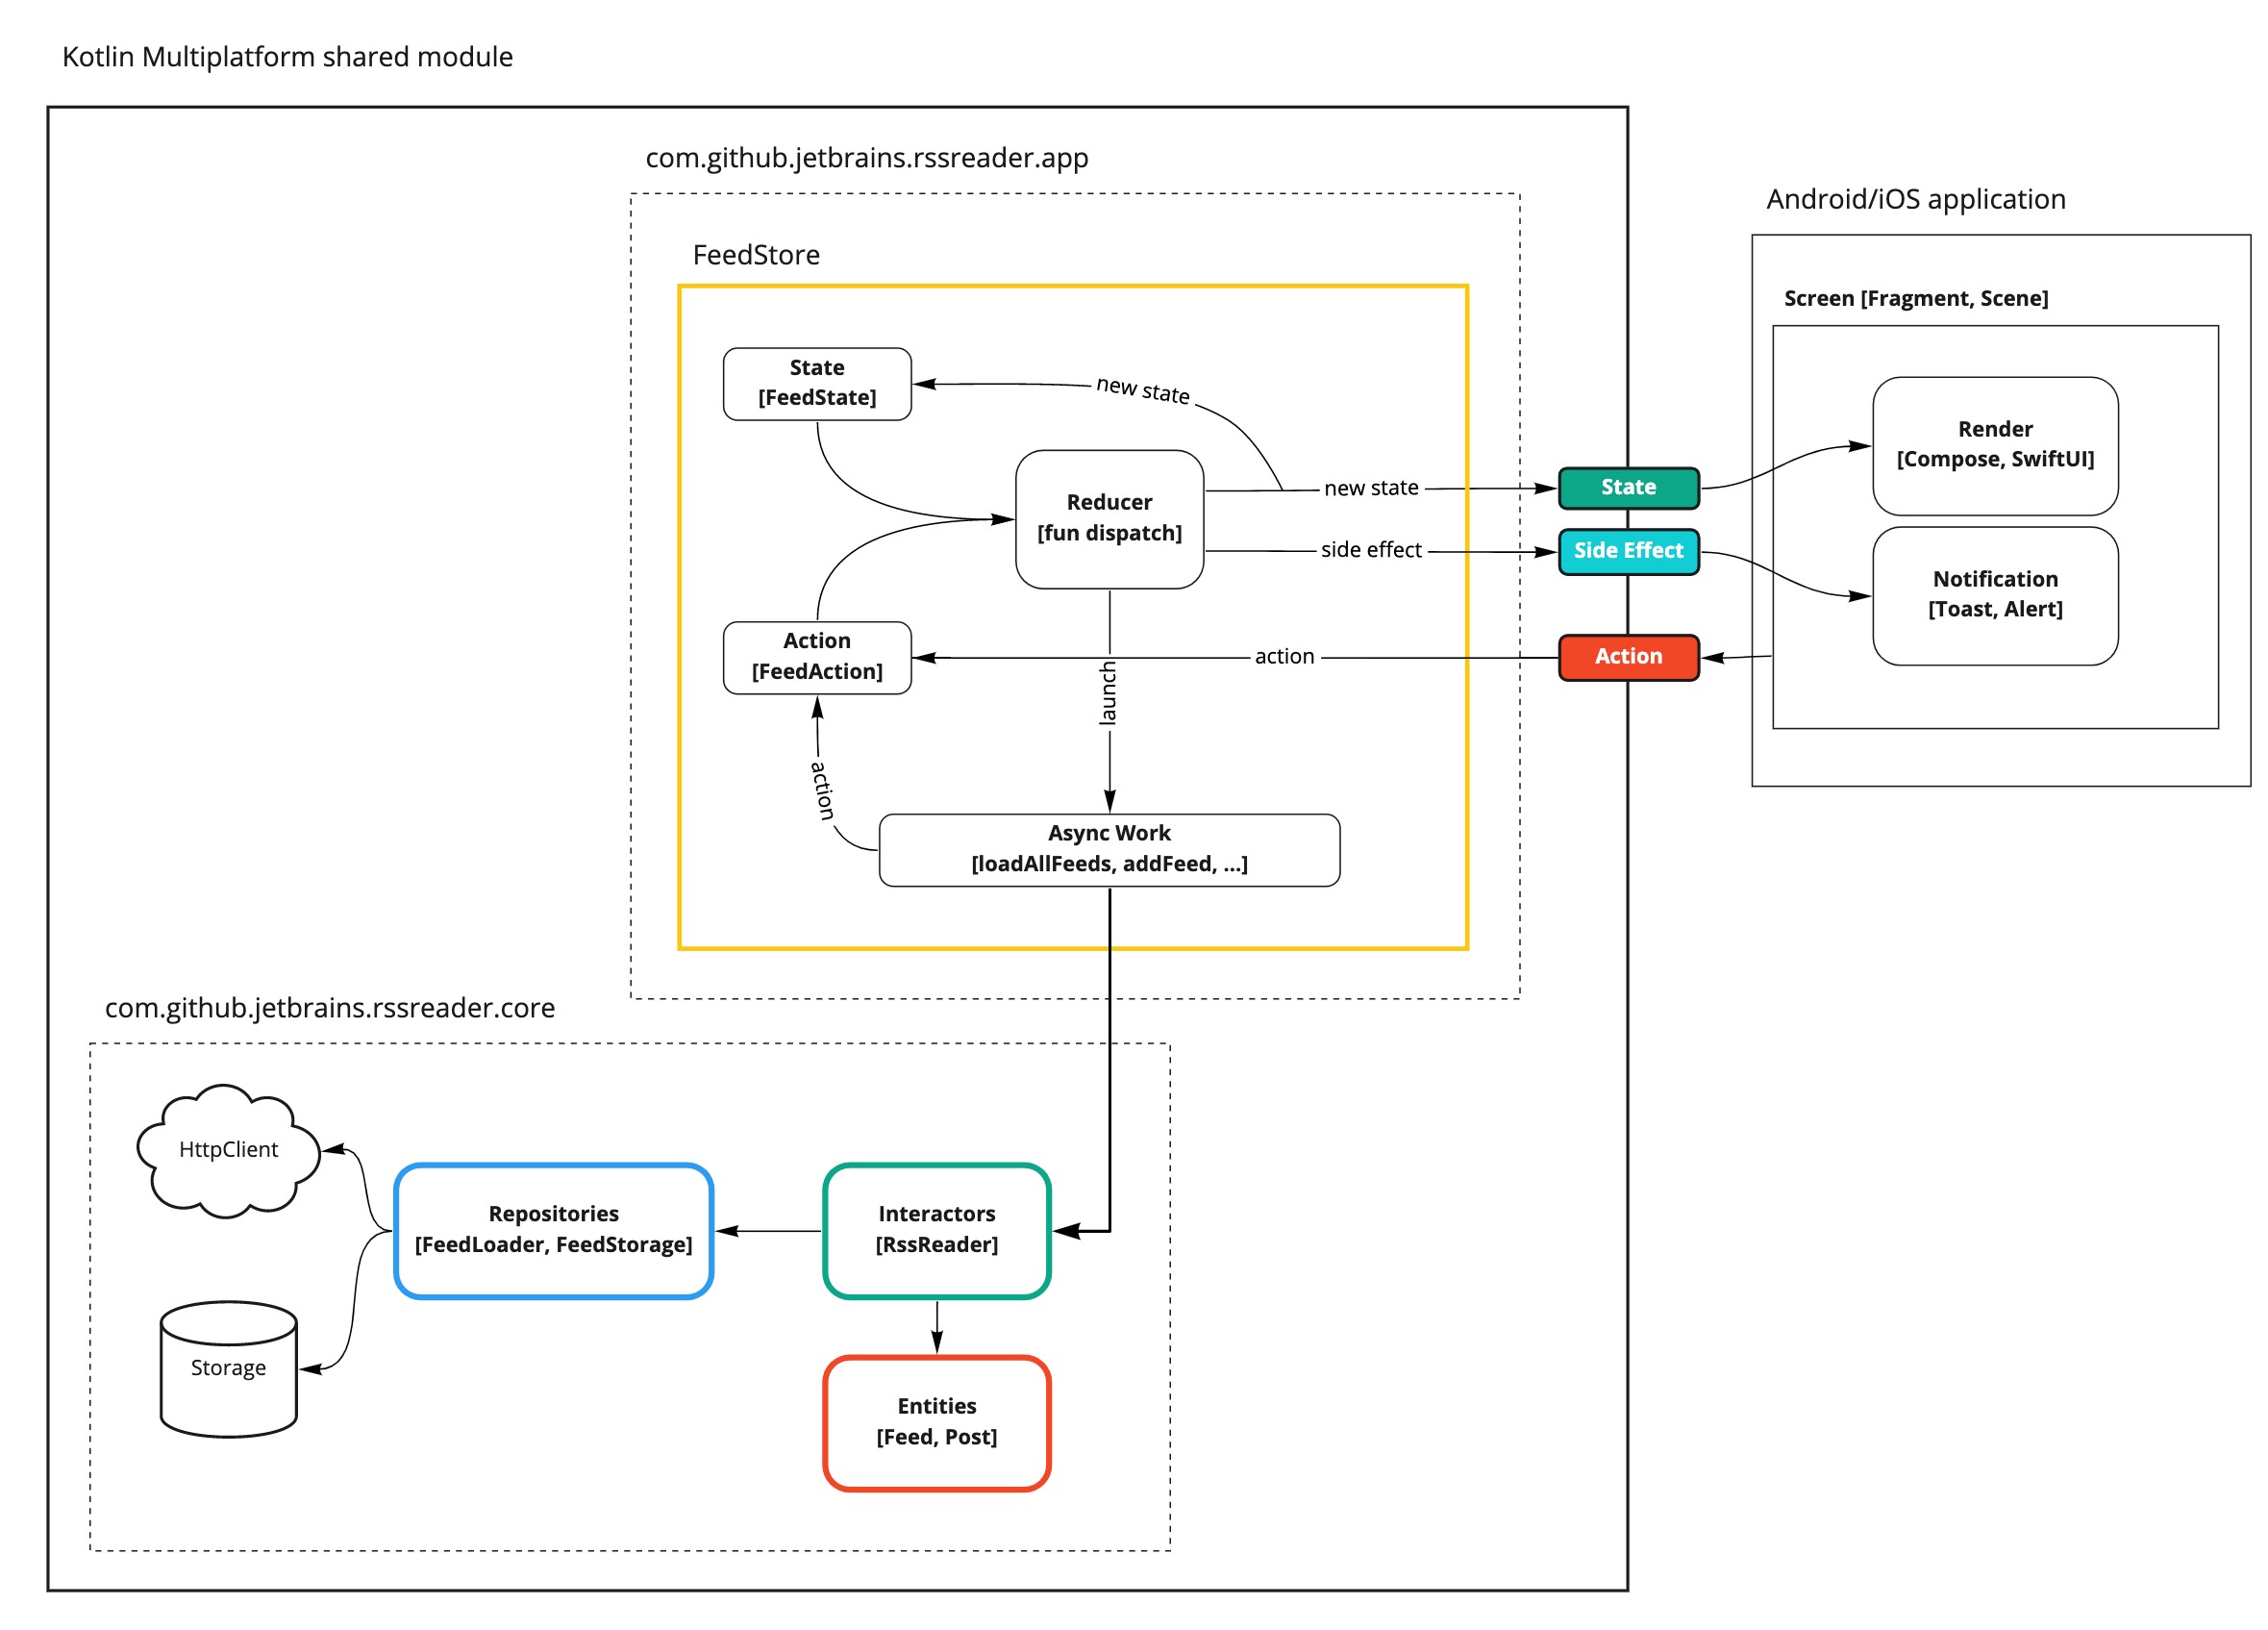 Kotlin Multiplatform shared module
com.github.jetbrains.rssreader.app
Android/iOS application
FeedStore
Screen [Fragment, Scene]
State
[FeedState]
new state
Render
[Compose, SwiftUI]
Reducer
[fun dispatch]
new state
State
side effect
Side Effect
Notification
[Toast, Alert]
Action
[FeedAction]
launch
action
Action
action
Async Work
[loadAllFeeds, addFeed, ...]
com.github.jetbrains.rssreader.core
HttpClient
Repositories
[FeedLoader, FeedStorage]
Interactors
[RssReader]
Storage
Entities
[Feed, Post]